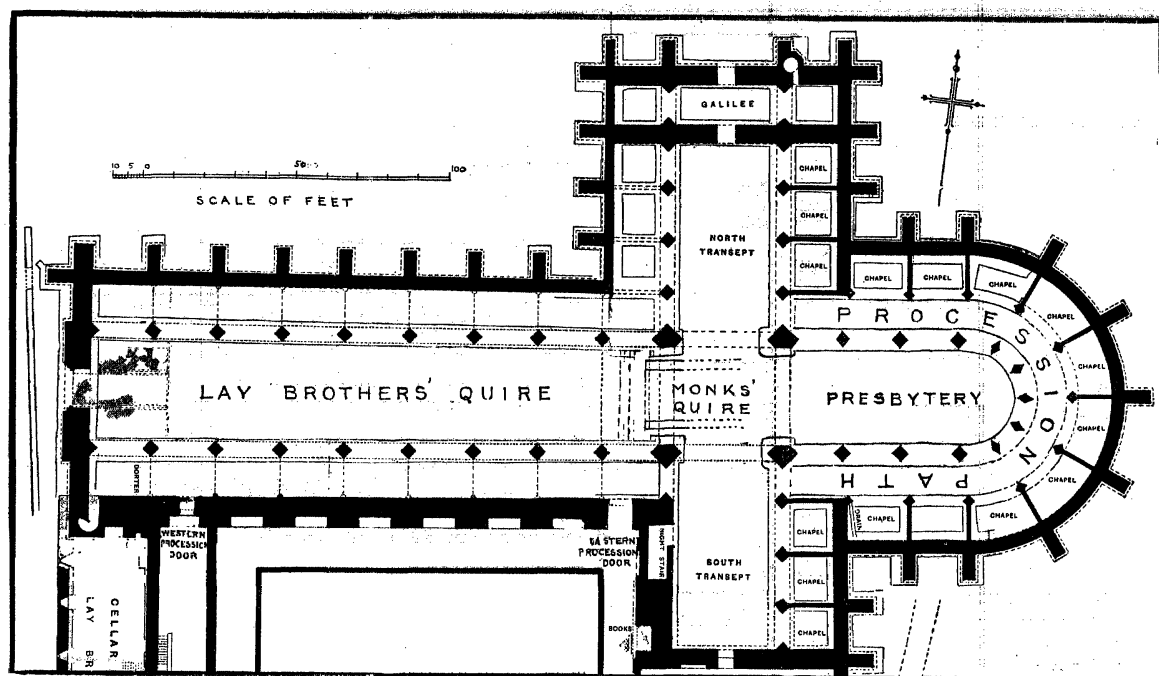 GALILEE
10 5 0 50 100
SCALE OF FEET
CHAPEL
CHAPEL
CHAPEL
NORTH
TRANSEPT
CHAPEL
CHAPEL
CHAPEL
CHAPEL
CHAPEL
CHAPEL
CHAPEL
CHAPEL
CHAPEL
CHAPEL
PROCESSION
PATH
LAY BROTHERS' QUIRE
MONKS'
QUIRE
PRESBYTERY
DORTER
WESTERN
PROCESSION
DOOR
EASTERN
PROCESSION
DOOR
NIGHT STAIR
SOUTH
TRANSEPT
DRAIN
CHAPEL
CHAPEL
CHAPEL
BOOKS
CELLAR
LAY BR